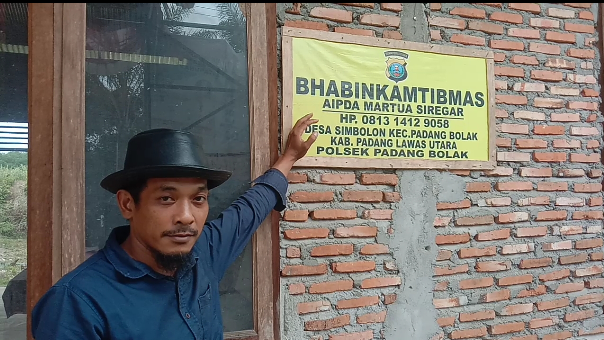 BHABINKAMTIBMAS
AIPDA MARTUA SIREGAR
HP. 0813 1412 9058
DESA SIMBOLON KEC.PADANG BOLAK
KAB. PADANG LAWAS UTARA
POLSEK PADANG BOLAK